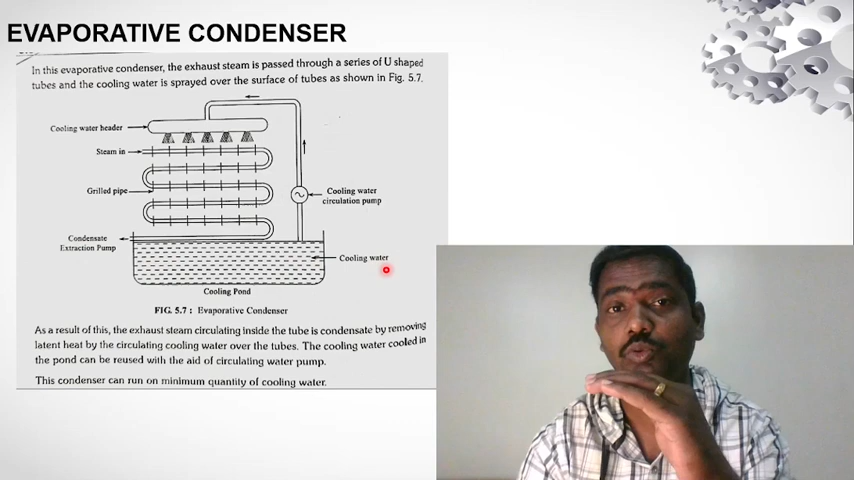 EVAPORATIVE CONDENSER
In this evaporative condenser, the exhaust steam is passed through a series of U shaped
tubes and the cooling water is sprayed over the surface of tubes as shown in Fig. 5.7.
Cooling water header
Steam in
Grilled pipe
Cooling water
circulation pump
Condensate
Extraction Pump
Cooling water
Cooling Pond
FIG. 5.7 : Evaporative Condenser
As a result of this, the exhaust steam circulating inside the tube is condensate by removing
latent heat by the circulating cooling water over the tubes. The cooling water cooled in
the pond can be reused with the aid of circulating water pump.
This condenser can run on minimum quantity of cooling water.